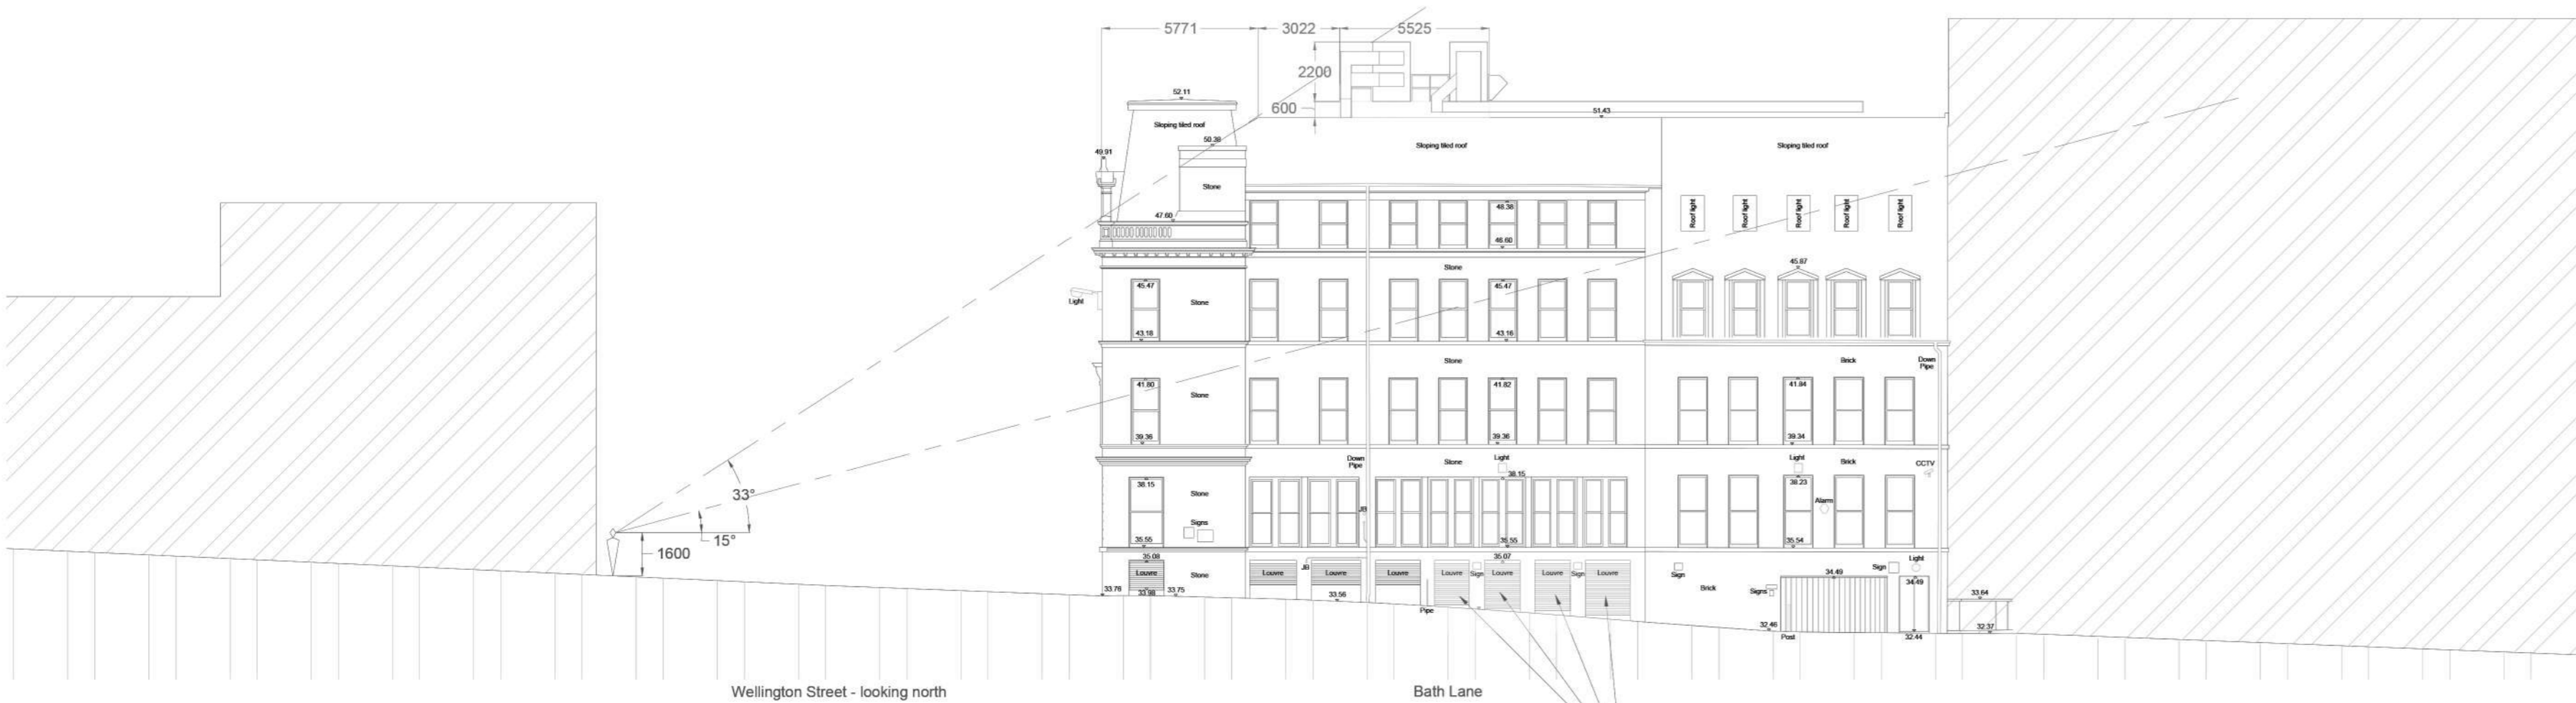 5771
3022
5525
2200
600
52.11
51.43
Sloping tiled roof
50.38
Sloping tiled roof
Sloping tiled roof
49.91
Stone
47.60
48.38
46.60
Roof light
Roof light
Roof light
Roof light
Roof light
Stone
45.87
Light
45.47
Stone
45.47
43.18
43.16
Stone
Brick
Down
Pipe
41.80
Stone
41.82
41.84
39.36
39.36
39.34
Down
Pipe
Stone
Light
38.15
Light
Brick
CCTV
33°
38.15
Stone
38.23
Alarm
JB
Signs
15°
35.55
35.55
35.54
1600
35.08
35.07
Light
Louvre
Stone
JB
Louvre
Louvre
Louvre
Louvre
Sign
Louvre
Louvre
Sign
Louvre
Sign
Sign
34.49
34.49
33.76
33.98
33.75
33.56
Brick
Signs
33.64
Pipe
32.46
Post
32.44
32.37
Wellington Street - looking north
Bath Lane